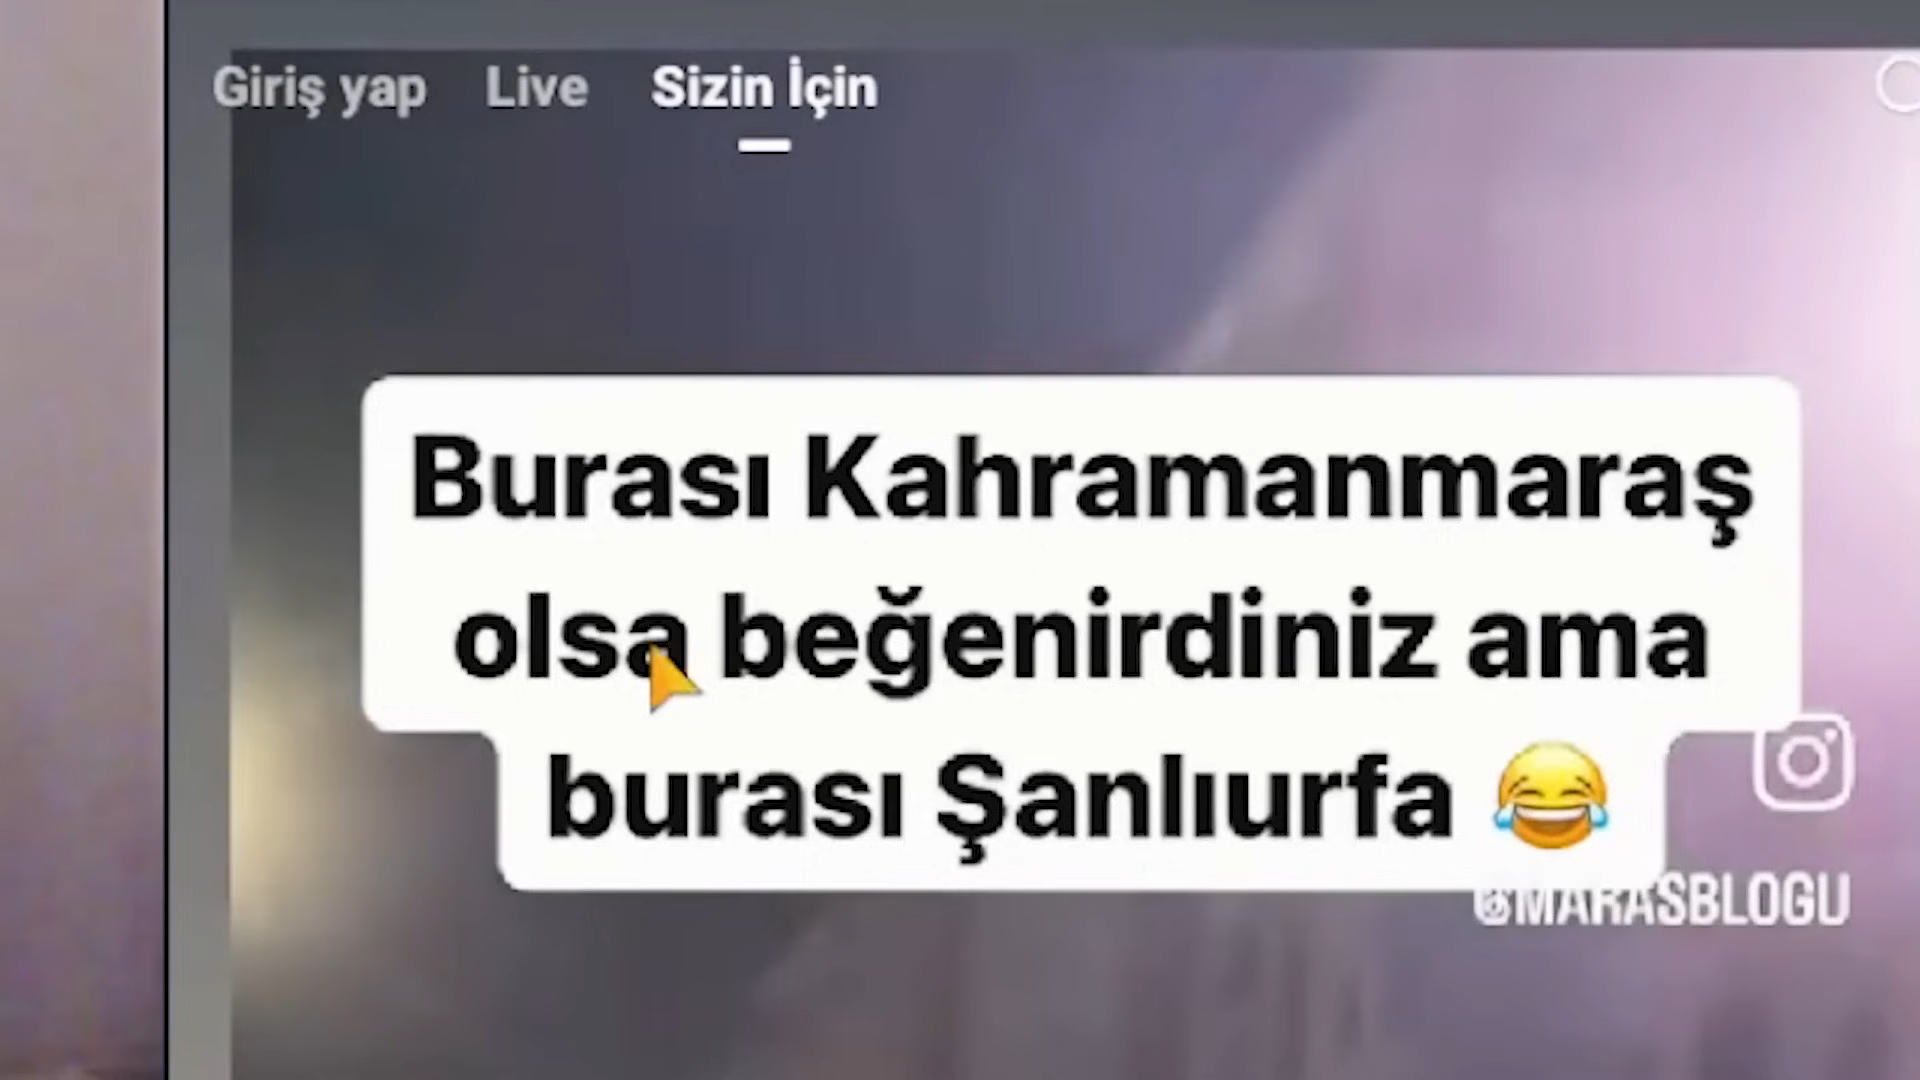 Giriş yap Live Sizin İçin
Burası Kahramanmaraş
olsa beğenirdiniz ama
burası Şanlıurfa 😂
@MARASBLOGU